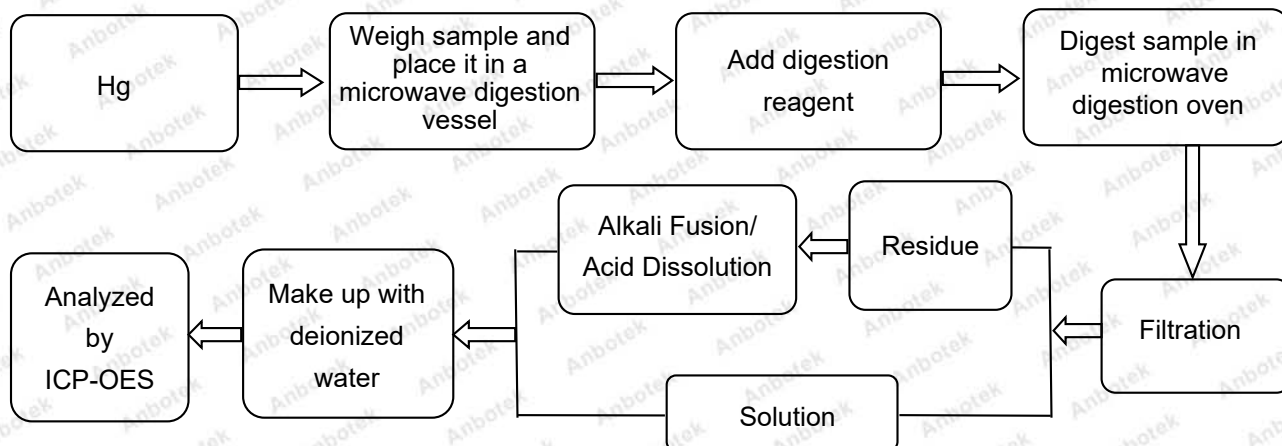 Hg
Weigh sample and
place it in a
microwave digestion
vessel
Add digestion
reagent
Digest sample in
microwave
digestion oven
Filtration
Residue
Alkali Fusion/
Acid Dissolution
Solution
Make up with
deionized
water
Analyzed
by
ICP-OES
Anbotek